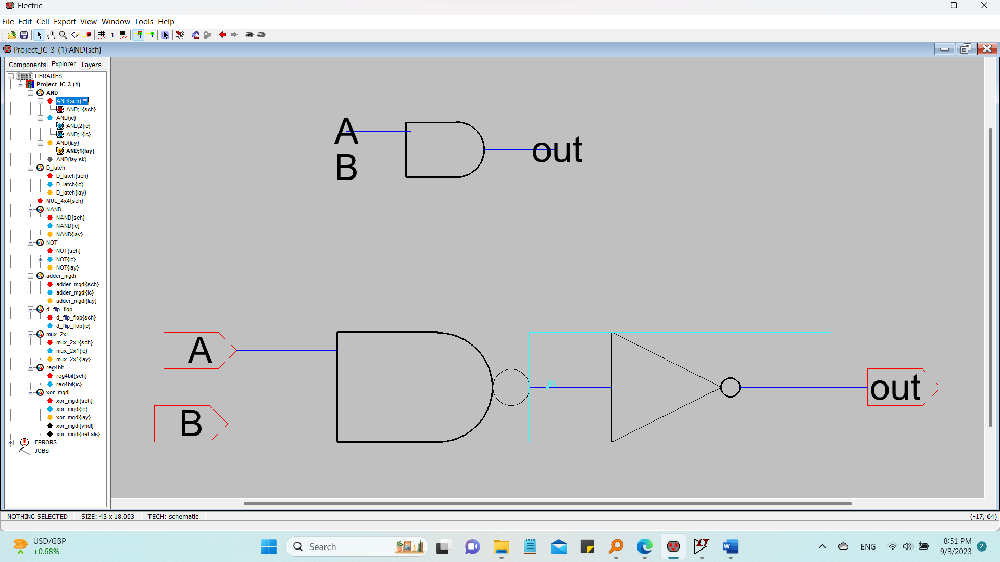 Electric
File Edit Cell Export View Window Tools Help
1
Project_IC-3-(1):AND{sch}
Components Explorer Layers
LIBRARIES
Project_IC-3-(1)
AND
AND{sch} **
AND;1{sch}
AND{ic}
AND;2{ic}
AND;1{ic}
AND{lay}
AND;1{lay}
AND{lay.sk}
D_latch
D_latch{sch}
D_latch{ic}
D_latch{lay}
MUL_4x4{sch}
NAND
NAND{sch}
NAND{ic}
NAND{lay}
NOT
NOT{sch}
NOT{ic}
NOT{lay}
adder_mgdi
adder_mgdi{sch}
adder_mgdi{ic}
adder_mgdi{lay}
d_flip_flop
d_flip_flop{sch}
d_flip_flop{ic}
mux_2x1
mux_2x1{sch}
mux_2x1{ic}
mux_2x1{lay}
reg4bit
reg4bit{sch}
reg4bit{ic}
xor_mgdi
xor_mgdi{sch}
xor_mgdi{ic}
xor_mgdi{lay}
xor_mgdi{vhdl}
xor_mgdi{net.als}
ERRORS
JOBS
A
B
out
A
B
in
out
NOTHING SELECTED SIZE: 43 x 18.003 TECH: schematic (-17, 64)
USD/GBP
+0.68%
Search
LT
W
ENG
8:51 PM
9/3/2023
2